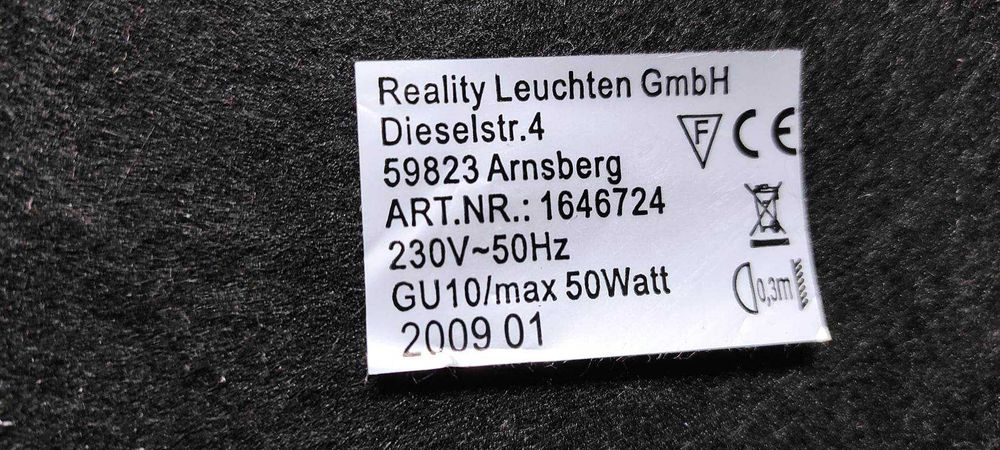 Reality Leuchten GmbH
Dieselstr.4
59823 Arnsberg
ART.NR.: 1646724
230V~50Hz
GU10/max 50Watt
2009 01
F CE
0,3m